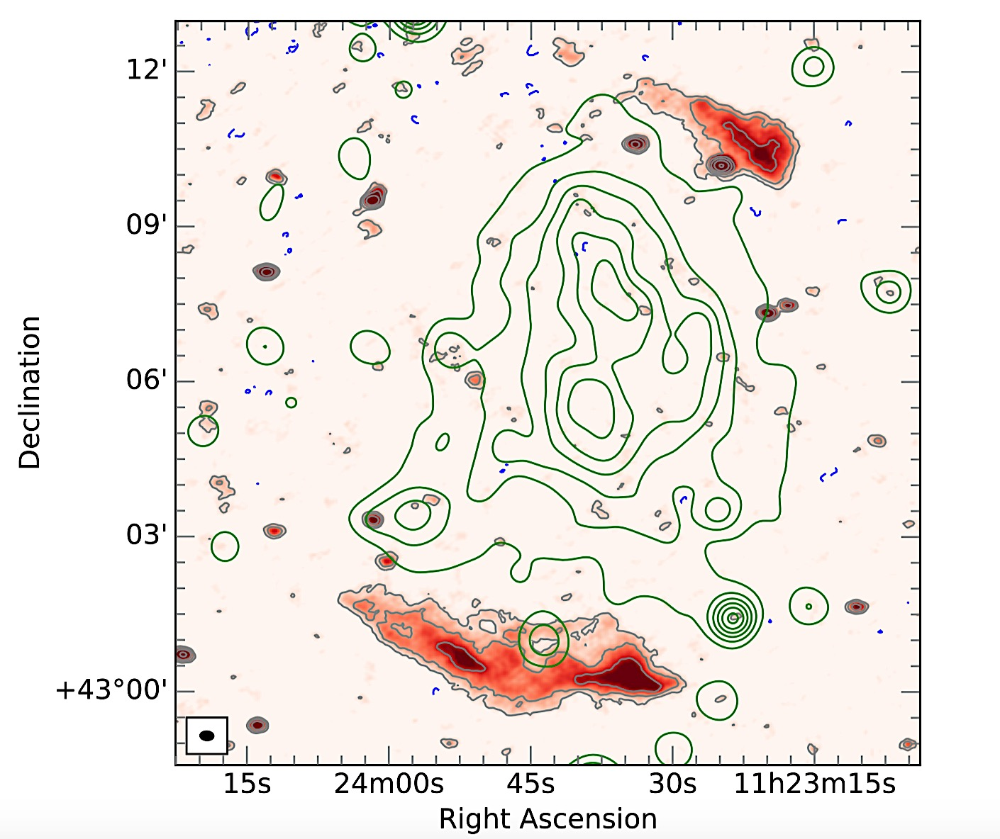 12'
09'
06'
03'
+43°00'
Declination
15s 24m00s 45s 30s 11h23m15s
Right Ascension